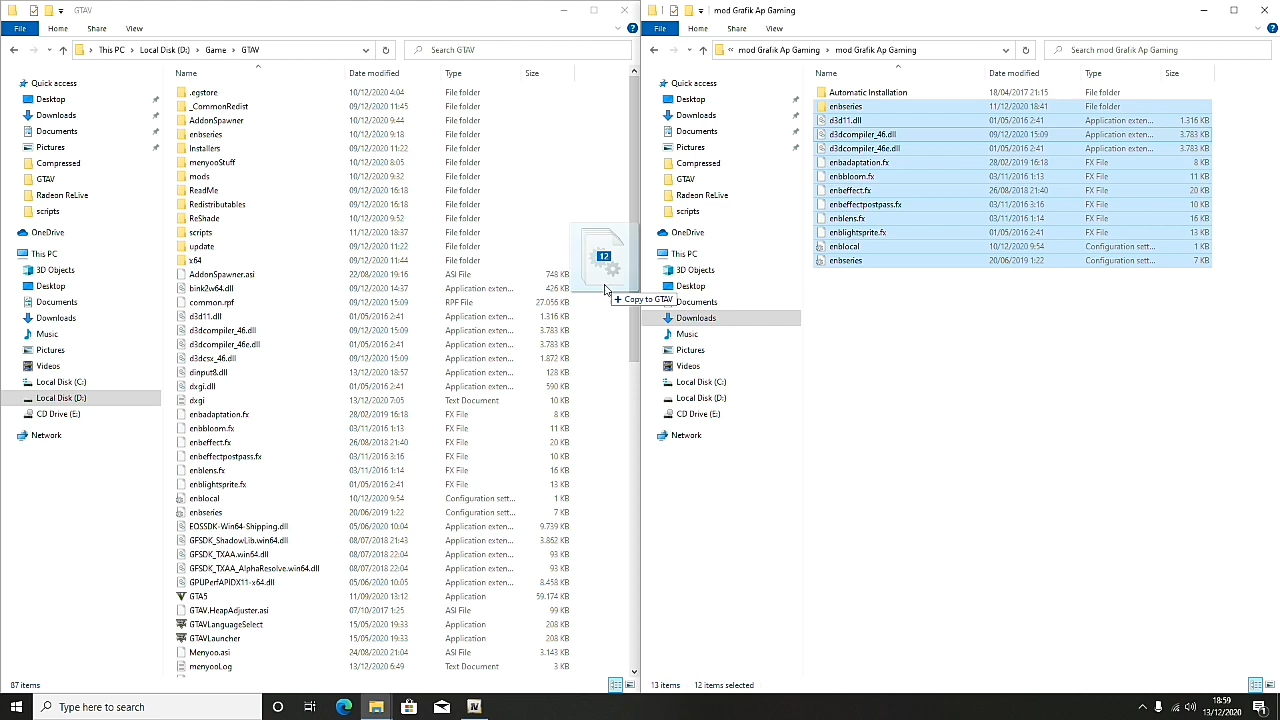 GTAV
File Home Share View
This PC Local Disk (D:) Game GTAV
Search GTAV
Quick access
Desktop
Downloads
Documents
Pictures
Compressed
GTAV
Radeon ReLive
scripts
OneDrive
This PC
3D Objects
Desktop
Documents
Downloads
Music
Pictures
Videos
Local Disk (C:)
Local Disk (D:)
CD Drive (E:)
Network
Name Date modified Type Size
.egstore 10/12/2020 4:04 File folder
_CommonRedist 09/12/2020 11:45 File folder
AddonSpawner 10/12/2020 9:44 File folder
enbseries 10/12/2020 9:18 File folder
Installers 09/12/2020 11:22 File folder
menyooStuff 10/12/2020 8:05 File folder
mods 10/12/2020 9:32 File folder
ReadMe 09/12/2020 16:18 File folder
Redistributables 09/12/2020 16:18 File folder
ReShade 10/12/2020 9:52 File folder
scripts 11/12/2020 18:37 File folder
update 09/12/2020 11:22 File folder
x64 09/12/2020 11:44 File folder
AddonSpawner.asi 22/08/2020 19:16 ASI File 748 KB
bink2w64.dll 09/12/2020 11:22 Application exten... 426 KB
common.rpf 09/12/2020 15:09 RPF File 27.056 KB
d3d11.dll 01/05/2016 2:41 Application exten... 1.316 KB
d3dcompiler_46.dll 09/12/2020 15:09 Application exten... 3.783 KB
d3dcompiler_46e.dll 01/05/2016 2:41 Application exten... 3.783 KB
d3dcsx_46.dll 09/12/2020 15:09 Application exten... 1.872 KB
dinput8.dll 13/12/2020 18:57 Application exten... 128 KB
dxgi.dll 01/05/2016 2:41 Application exten... 590 KB
dxgi 13/12/2020 7:05 Text Document 10 KB
enbadaptation.fx 28/02/2019 16:18 FX File 8 KB
enbbloom.fx 03/11/2016 1:13 FX File 11 KB
enbeffect.fx 26/08/2018 21:40 FX File 20 KB
enbeffectpostpass.fx 03/11/2016 3:16 FX File 10 KB
enblens.fx 03/11/2016 1:14 FX File 16 KB
enblightsprite.fx 01/05/2016 2:41 FX File 13 KB
enblocal 10/12/2020 9:54 Configuration sett... 1 KB
enbseries 20/06/2019 1:22 Configuration sett... 7 KB
EOSSDK-Win64-Shipping.dll 05/06/2020 10:04 Application exten... 9.739 KB
GFSDK_ShadowLib.win64.dll 08/07/2018 21:43 Application exten... 3.862 KB
GFSDK_TXAA.win64.dll 08/07/2018 22:04 Application exten... 93 KB
GFSDK_TXAA_AlphaResolve.win64.dll 08/07/2018 22:04 Application exten... 93 KB
GPUPerfAPIDX11-x64.dll 05/06/2020 10:05 Application exten... 8.458 KB
GTA5 11/09/2020 13:12 Application 59.174 KB
GTAV.HeapAdjuster.asi 07/10/2017 1:25 ASI File 99 KB
GTAVLanguageSelect 15/05/2020 19:33 Application 208 KB
GTAVLauncher 15/05/2020 19:33 Application 208 KB
Menyoo.asi 24/08/2020 21:04 ASI File 3.143 KB
menyooLog 13/12/2020 6:49 Text Document 3 KB
87 items
12
Copy to GTAV
mod Grafik Ap Gaming
File Home Share View
« mod Grafik Ap Gaming mod Grafik Ap Gaming
Search mod Grafik Ap Gaming
Quick access
Desktop
Downloads
Documents
Pictures
Compressed
GTAV
Radeon ReLive
scripts
OneDrive
This PC
3D Objects
Desktop
Documents
Downloads
Music
Pictures
Videos
Local Disk (C:)
Local Disk (D:)
CD Drive (E:)
Network
Name Date modified Type Size
Automatic Installation 18/04/2017 21:15 File folder
enbseries 11/12/2020 18:41 File folder
d3d11.dll 01/05/2016 2:41 Application exten... 1.316 KB
d3dcompiler_46.dll 09/12/2020 15:09 Application exten... 3.783 KB
d3dcompiler_46e.dll 01/05/2016 2:41 Application exten... 3.783 KB
enbadaptation.fx 28/02/2019 16:18 FX File 8 KB
enbbloom.fx 03/11/2016 1:13 FX File 11 KB
enbeffect.fx 26/08/2018 21:40 FX File 20 KB
enbeffectpostpass.fx 03/11/2016 3:16 FX File 10 KB
enblens.fx 03/11/2016 1:14 FX File 16 KB
enblightsprite.fx 01/05/2016 2:41 FX File 13 KB
enblocal 10/12/2020 9:54 Configuration sett... 1 KB
enbseries 20/06/2019 1:22 Configuration sett... 7 KB
13 items 12 items selected
Type here to search
18:59
13/12/2020